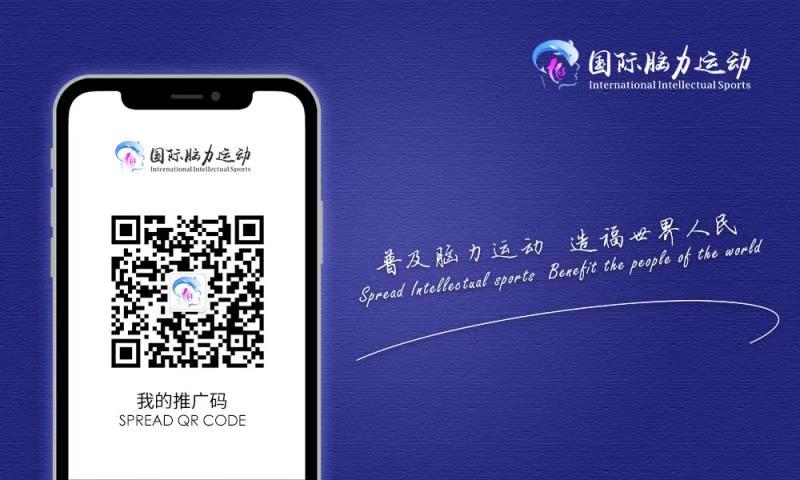 国际脑力运动
International Intellectual Sports
国际脑力运动
International Intellectual Sports
我的推广码
SPREAD QR CODE
普及脑力运动 造福世界人民
Spread Intellectual sports Benefit the people of the world